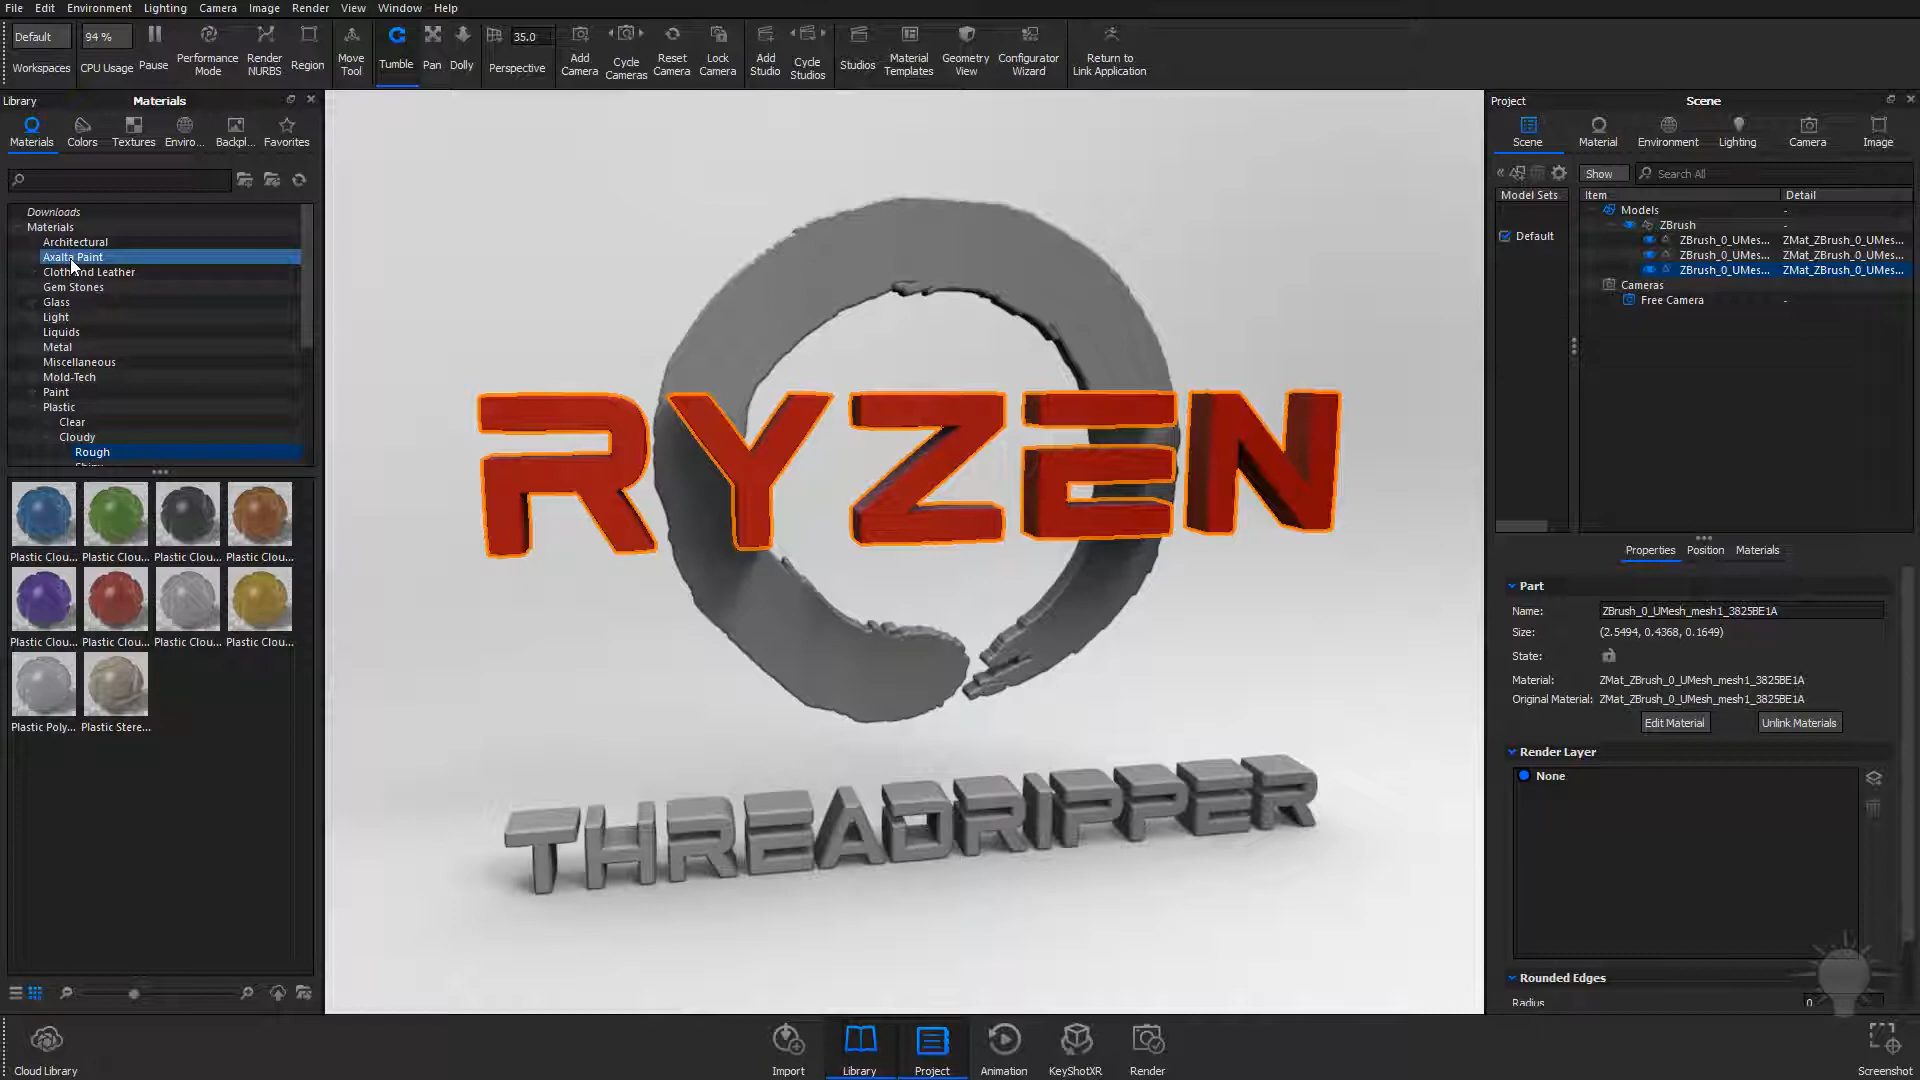 File Edit Environment Lighting Camera Image Render View Window Help
Default
Workspaces
94 %
CPU Usage
Pause
Performance Mode
Render NURBS
Region
Move Tool
Tumble
Pan
Dolly
35.0
Perspective
Add Camera
Cycle Cameras
Reset Camera
Lock Camera
Add Studio
Cycle Studios
Studios
Material Templates
Geometry View
Configurator Wizard
Return to Link Application
Library
Materials
Materials Colors Textures Enviro... Backpl... Favorites
Downloads
Materials
Architectural
Axalta Paint
Cloth and Leather
Gem Stones
Glass
Light
Liquids
Metal
Miscellaneous
Mold-Tech
Paint
Plastic
Clear
Cloudy
Rough
Plastic Clou... Plastic Clou... Plastic Clou... Plastic Clou...
Plastic Clou... Plastic Clou... Plastic Clou... Plastic Clou...
Plastic Poly... Plastic Stere...
RYZEN
THREADRIPPER
Project
Scene
Scene Material Environment Lighting Camera Image
Show
Search All
Model Sets
Default
Item Detail
Models -
ZBrush -
ZBrush_0_UMes... ZMat_ZBrush_0_UMes...
ZBrush_0_UMes... ZMat_ZBrush_0_UMes...
ZBrush_0_UMes... ZMat_ZBrush_0_UMes...
Cameras
Free Camera -
Properties Position Materials
Part
Name: ZBrush_0_UMesh_mesh1_3825BE1A
Size: (2.5494, 0.4368, 0.1649)
State:
Material: ZMat_ZBrush_0_UMesh_mesh1_3825BE1A
Original Material: ZMat_ZBrush_0_UMesh_mesh1_3825BE1A
Edit Material Unlink Materials
Render Layer
None
Rounded Edges
Radius 0
Cloud Library
Import Library Project Animation KeyShotXR Render
Screenshot